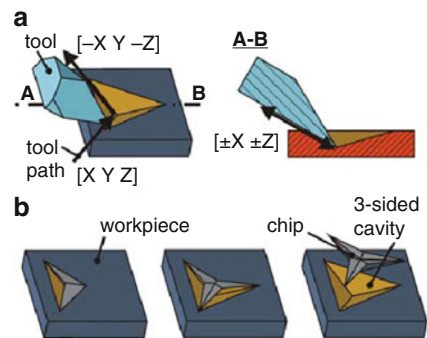 a
tool
[–X Y –Z]
A
B
tool
path
[X Y Z]
A-B
[±X ±Z]
b
workpiece
chip
3-sided
cavity